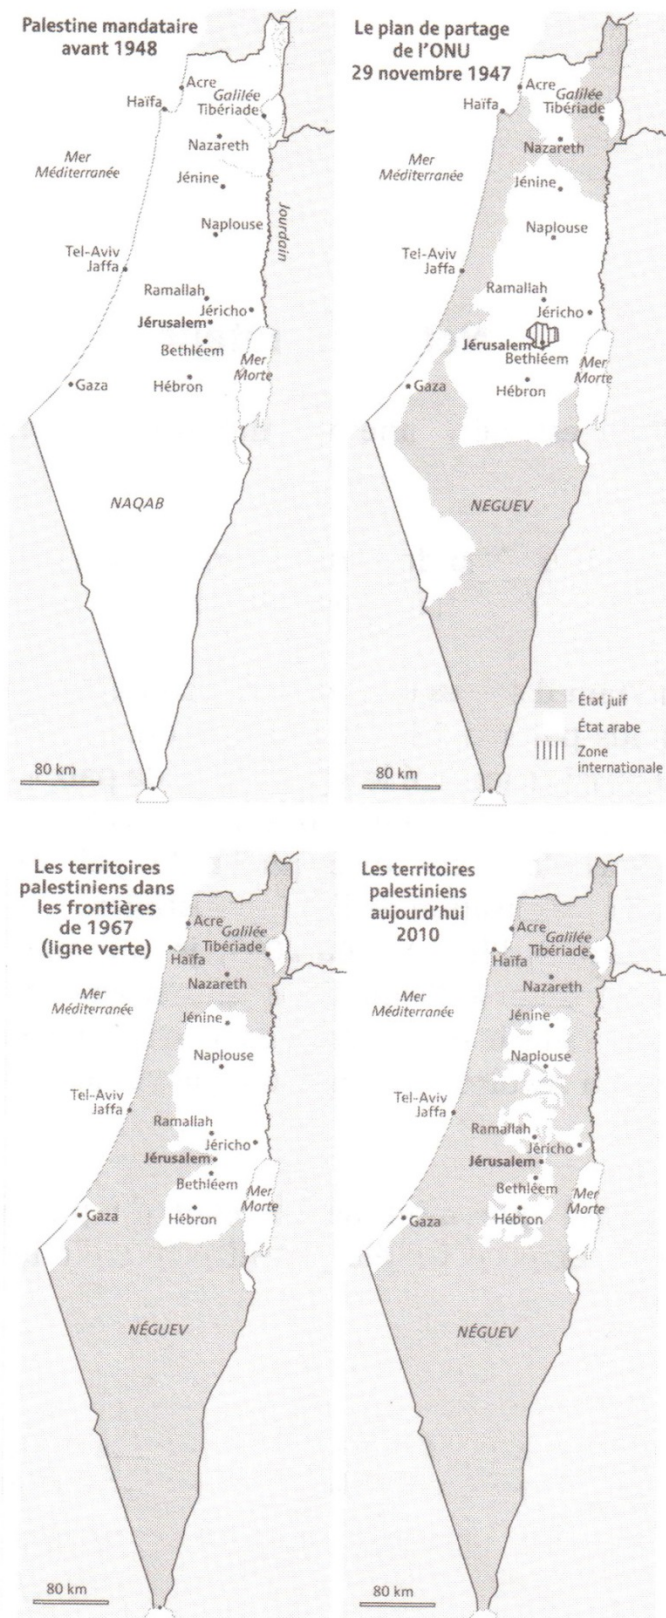 Palestine mandataire
avant 1948
Acre
Haïfa
Galilée
Tibériade
Nazareth
Mer
Méditerranée
Jénine
Naplouse
Jourdain
Tel-Aviv
Jaffa
Ramallah
Jéricho
Jérusalem
Bethléem
Mer
Morte
Gaza
Hébron
NAQAB
80 km
Le plan de partage
de l'ONU
29 novembre 1947
Acre
Haïfa
Galilée
Tibériade
Nazareth
Mer
Méditerranée
Jénine
Naplouse
Tel-Aviv
Jaffa
Ramallah
Jéricho
Jérusalem
Bethléem
Mer
Morte
Gaza
Hébron
NEGUEV
État juif
État arabe
Zone
internationale
80 km
Les territoires
palestiniens dans
les frontières
de 1967
(ligne verte)
Acre
Galilée
Tibériade
Haïfa
Nazareth
Mer
Méditerranée
Jénine
Naplouse
Tel-Aviv
Jaffa
Ramallah
Jéricho
Jérusalem
Bethléem
Mer
Morte
Gaza
Hébron
NÉGUEV
80 km
Les territoires
palestiniens
aujourd'hui
2010
Acre
Galilée
Tibériade
Haïfa
Nazareth
Mer
Méditerranée
Jénine
Naplouse
Tel-Aviv
Jaffa
Ramallah
Jéricho
Jérusalem
Bethléem
Mer
Morte
Gaza
Hébron
NÉGUEV
80 km